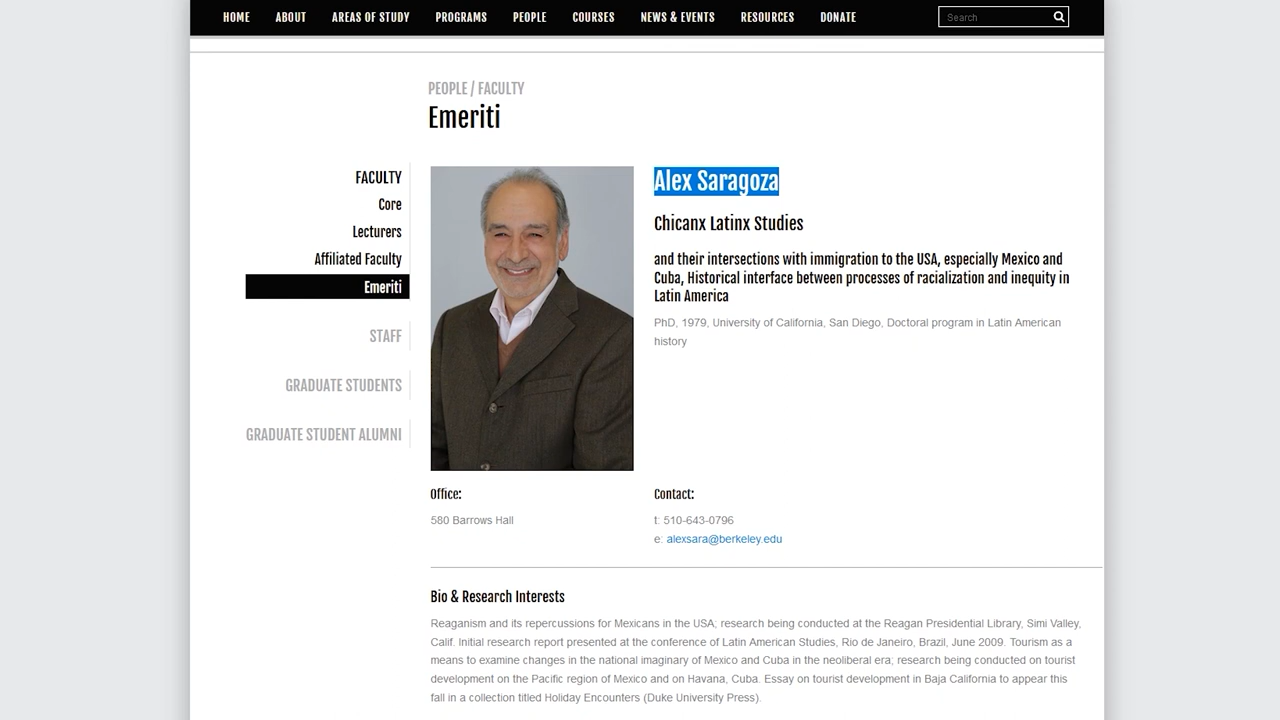 HOME ABOUT AREAS OF STUDY PROGRAMS PEOPLE COURSES NEWS & EVENTS RESOURCES DONATE Search
PEOPLE / FACULTY
Emeriti
FACULTY
Core
Lecturers
Affiliated Faculty
Emeriti
STAFF
GRADUATE STUDENTS
GRADUATE STUDENT ALUMNI
Alex Saragoza
Chicanx Latinx Studies
and their intersections with immigration to the USA, especially Mexico and
Cuba, Historical interface between processes of racialization and inequity in
Latin America
PhD, 1979, University of California, San Diego, Doctoral program in Latin American
history
Office:
580 Barrows Hall
Contact:
t: 510-643-0796
e: alexsara@berkeley.edu
Bio & Research Interests
Reaganism and its repercussions for Mexicans in the USA; research being conducted at the Reagan Presidential Library, Simi Valley,
Calif. Initial research report presented at the conference of Latin American Studies, Rio de Janeiro, Brazil, June 2009. Tourism as a
means to examine changes in the national imaginary of Mexico and Cuba in the neoliberal era; research being conducted on tourist
development on the Pacific region of Mexico and on Havana, Cuba. Essay on tourist development in Baja California to appear this
fall in a collection titled Holiday Encounters (Duke University Press).